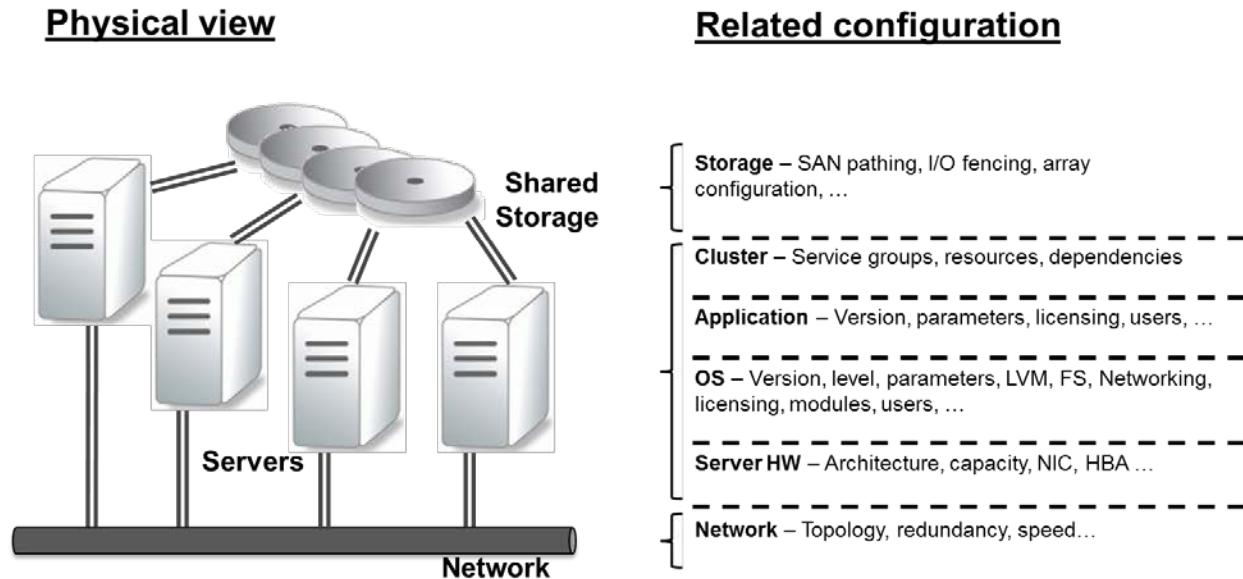 Physical view
Shared
Storage
Servers
Network
Related configuration
Storage – SAN pathing, I/O fencing, array
configuration, …
Cluster – Service groups, resources, dependencies
Application – Version, parameters, licensing, users, …
OS – Version, level, parameters, LVM, FS, Networking,
licensing, modules, users, …
Server HW – Architecture, capacity, NIC, HBA …
Network – Topology, redundancy, speed…